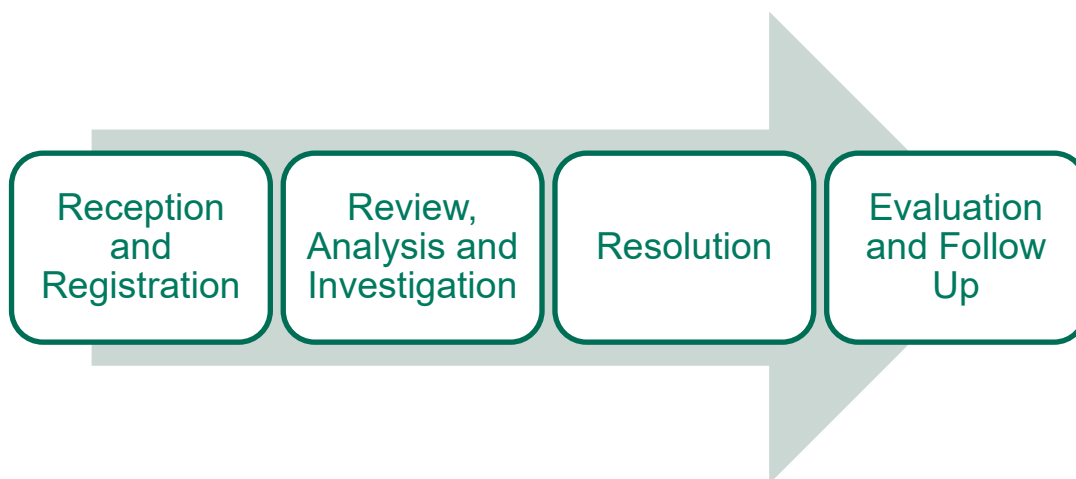 Reception
and
Registration
Review,
Analysis and
Investigation
Resolution
Evaluation
and Follow
Up